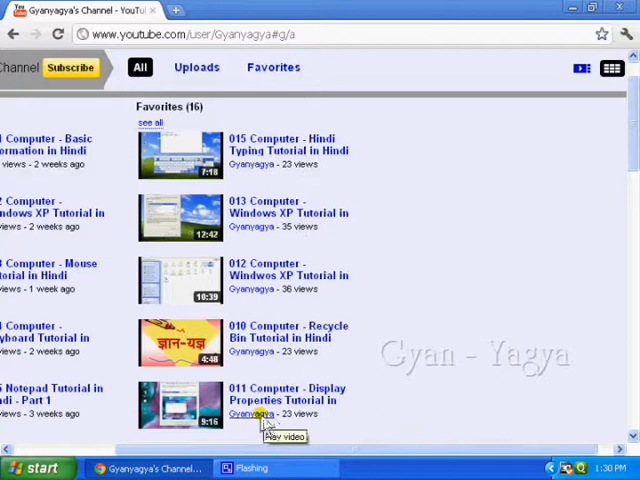 Gyanyagya's Channel - YouTu
www.youtube.com/user/Gyanyagya#g/a
Channel
Subscribe
All
Uploads
Favorites
Favorites (16)
see all
1 Computer - Basic
ormation in Hindi
views - 2 weeks ago
2 Computer -
ndows XP Tutorial in
views - 2 weeks ago
3 Computer - Mouse
torial in Hindi
views - 1 week ago
4 Computer -
yboard Tutorial in
views - 2 weeks ago
5 Notepad Tutorial in
ndi - Part 1
views - 3 weeks ago
7:18
015 Computer - Hindi
Typing Tutorial in Hindi
Gyanyagya - 23 views
12:42
013 Computer -
Windows XP Tutorial in
Gyanyagya - 35 views
10:39
012 Computer -
Windwos XP Tutorial in
Gyanyagya - 36 views
ज्ञान-यज्ञ
4:48
010 Computer - Recycle
Bin Tutorial in Hindi
Gyanyagya - 23 views
9:16
011 Computer - Display
Properties Tutorial in
Gyanyagya - 23 views
Play video
Gyan - Yagya
start
Gyanyagya's Channel...
Flashing
1:30 PM